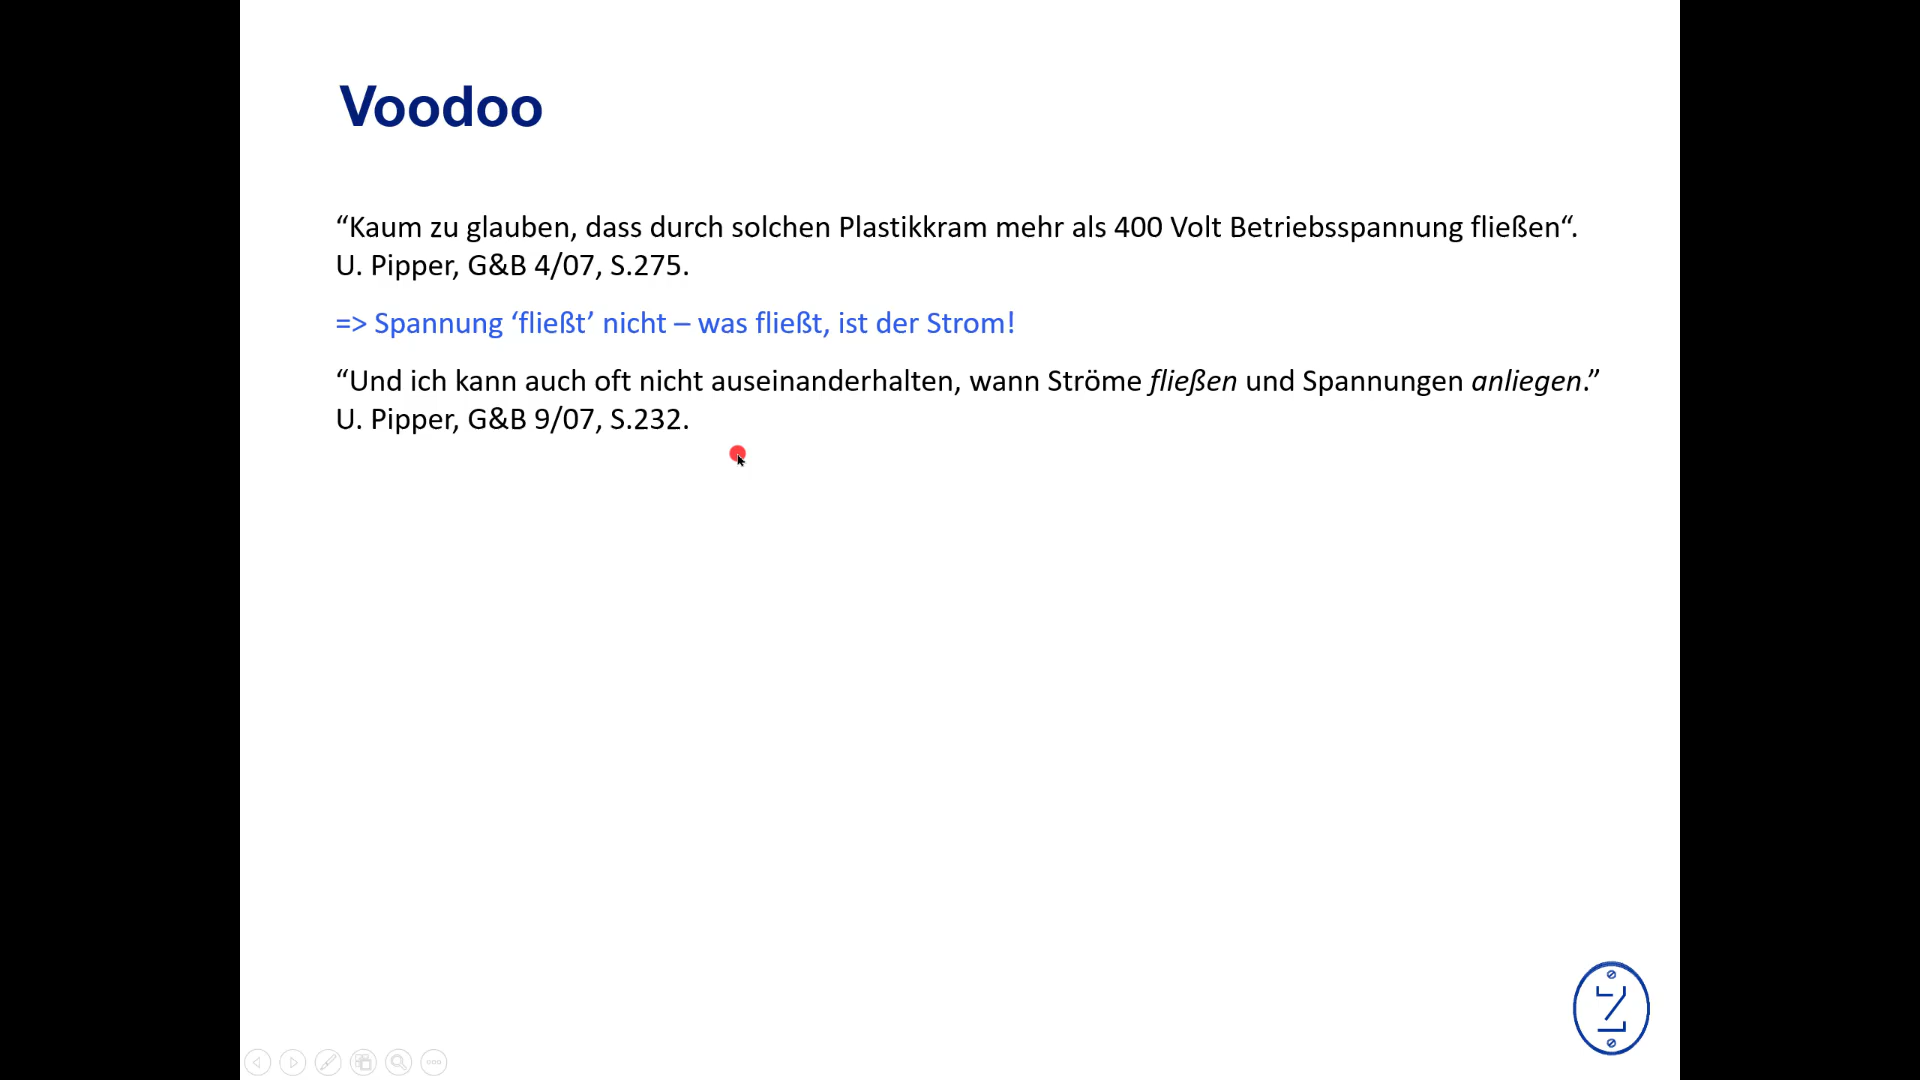 Voodoo
“Kaum zu glauben, dass durch solchen Plastikkram mehr als 400 Volt Betriebsspannung fließen“.
U. Pipper, G&B 4/07, S.275.
=> Spannung ‘fließt’ nicht – was fließt, ist der Strom!
“Und ich kann auch oft nicht auseinanderhalten, wann Ströme fließen und Spannungen anliegen.”
U. Pipper, G&B 9/07, S.232.